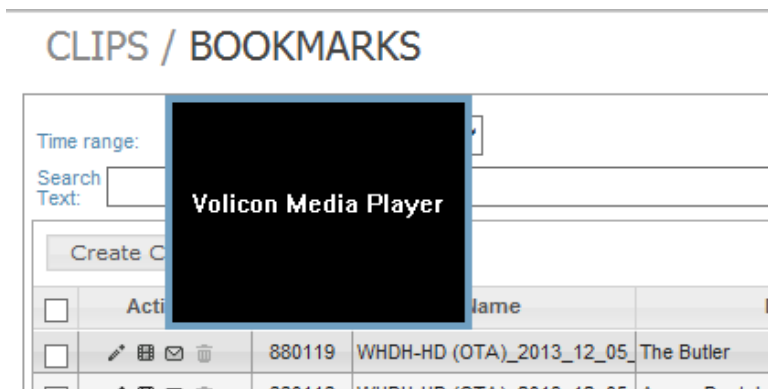 CLIPS / BOOKMARKS
Time range:
Search
Text:
Volicon Media Player
Create C
Acti
Name
880119 WHDH-HD (OTA)_2013_12_05_ The Butler